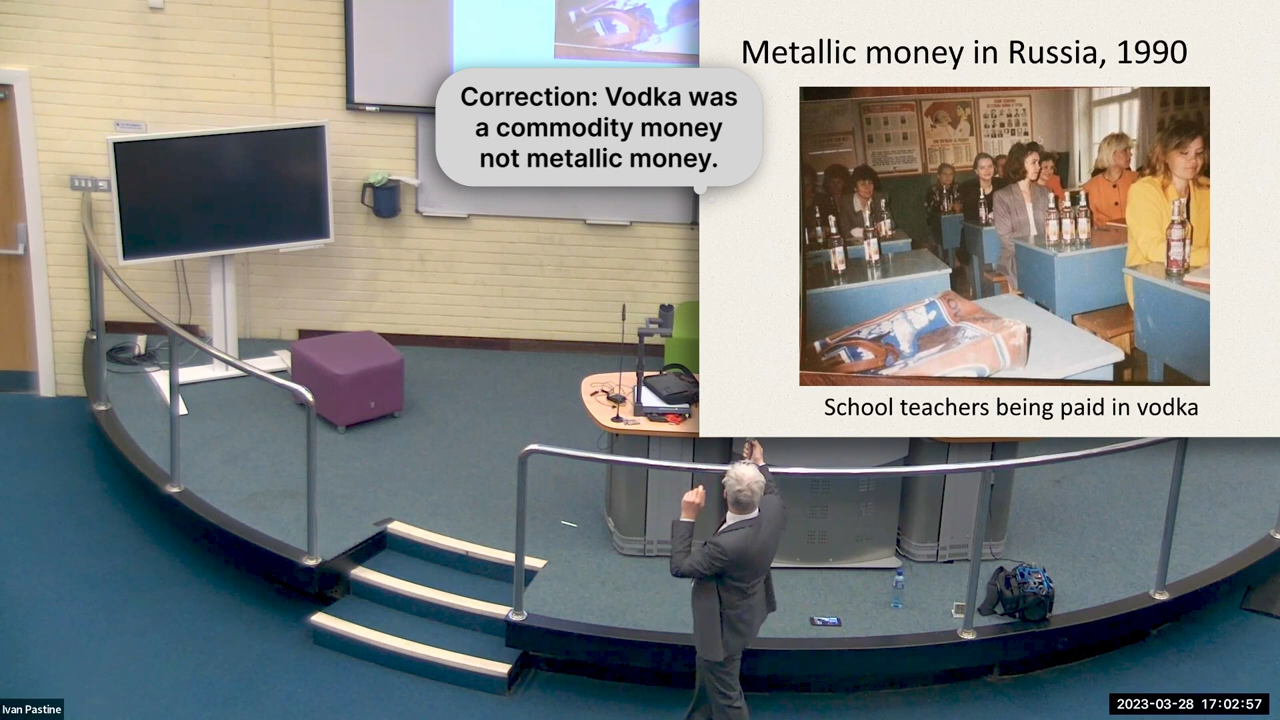 Metallic money in Russia, 1990
Correction: Vodka was
a commodity money
not metallic money.
School teachers being paid in vodka
Ivan Pastine
2023-03-28 17:02:57